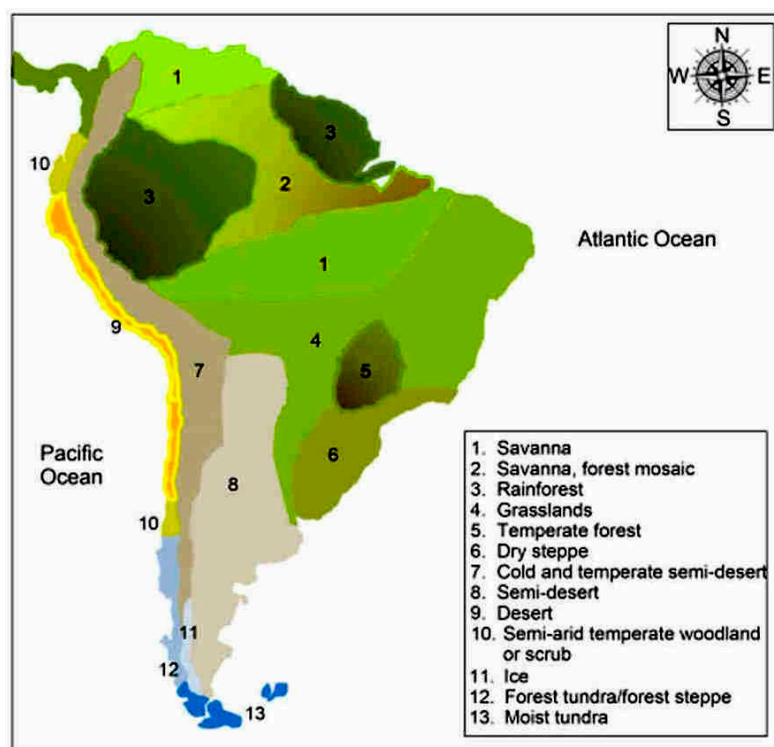 N
W E
S
1
3
10
3
2
Atlantic Ocean
1
9
4
7
5
Pacific
Ocean
6
8
10
11
12
13
1. Savanna
2. Savanna, forest mosaic
3. Rainforest
4. Grasslands
5. Temperate forest
6. Dry steppe
7. Cold and temperate semi-desert
8. Semi-desert
9. Desert
10. Semi-arid temperate woodland
or scrub
11. Ice
12. Forest tundra/forest steppe
13. Moist tundra